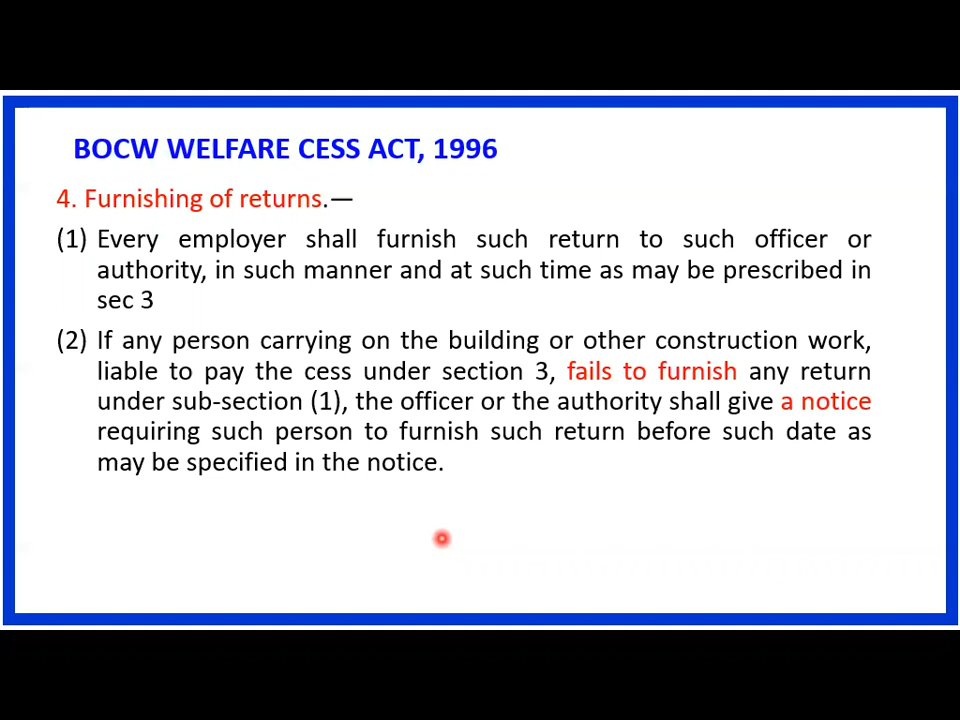 BOCW WELFARE CESS ACT, 1996
4. Furnishing of returns.—
(1) Every employer shall furnish such return to such officer or
authority, in such manner and at such time as may be prescribed in
sec 3
(2) If any person carrying on the building or other construction work,
liable to pay the cess under section 3, fails to furnish any return
under sub-section (1), the officer or the authority shall give a notice
requiring such person to furnish such return before such date as
may be specified in the notice.